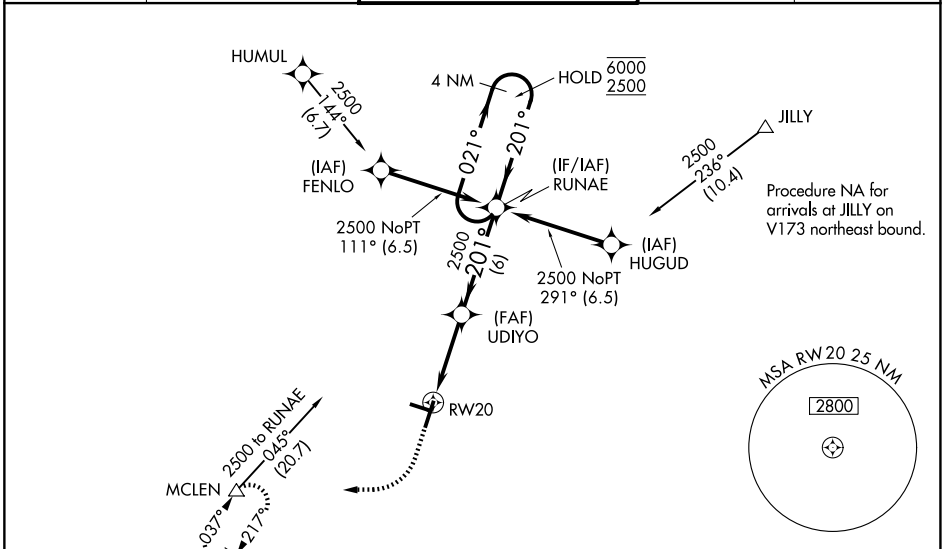 HUMUL
2500
144°
(6.7)
4 NM
HOLD
6000
2500
021°
201°
(IAF)
FENLO
(IF/IAF)
RUNAE
JILLY
2500
236°
(10.4)
Procedure NA for
arrivals at JILLY on
V173 northeast bound.
2500 NoPT
111° (6.5)
2500
201°
(6)
(IAF)
HUGUD
2500 NoPT
291° (6.5)
(FAF)
UDIYO
RW20
MSA RW20 25 NM
2800
2500 to RUNAE
045°
(20.7)
MCLEN
037°
217°